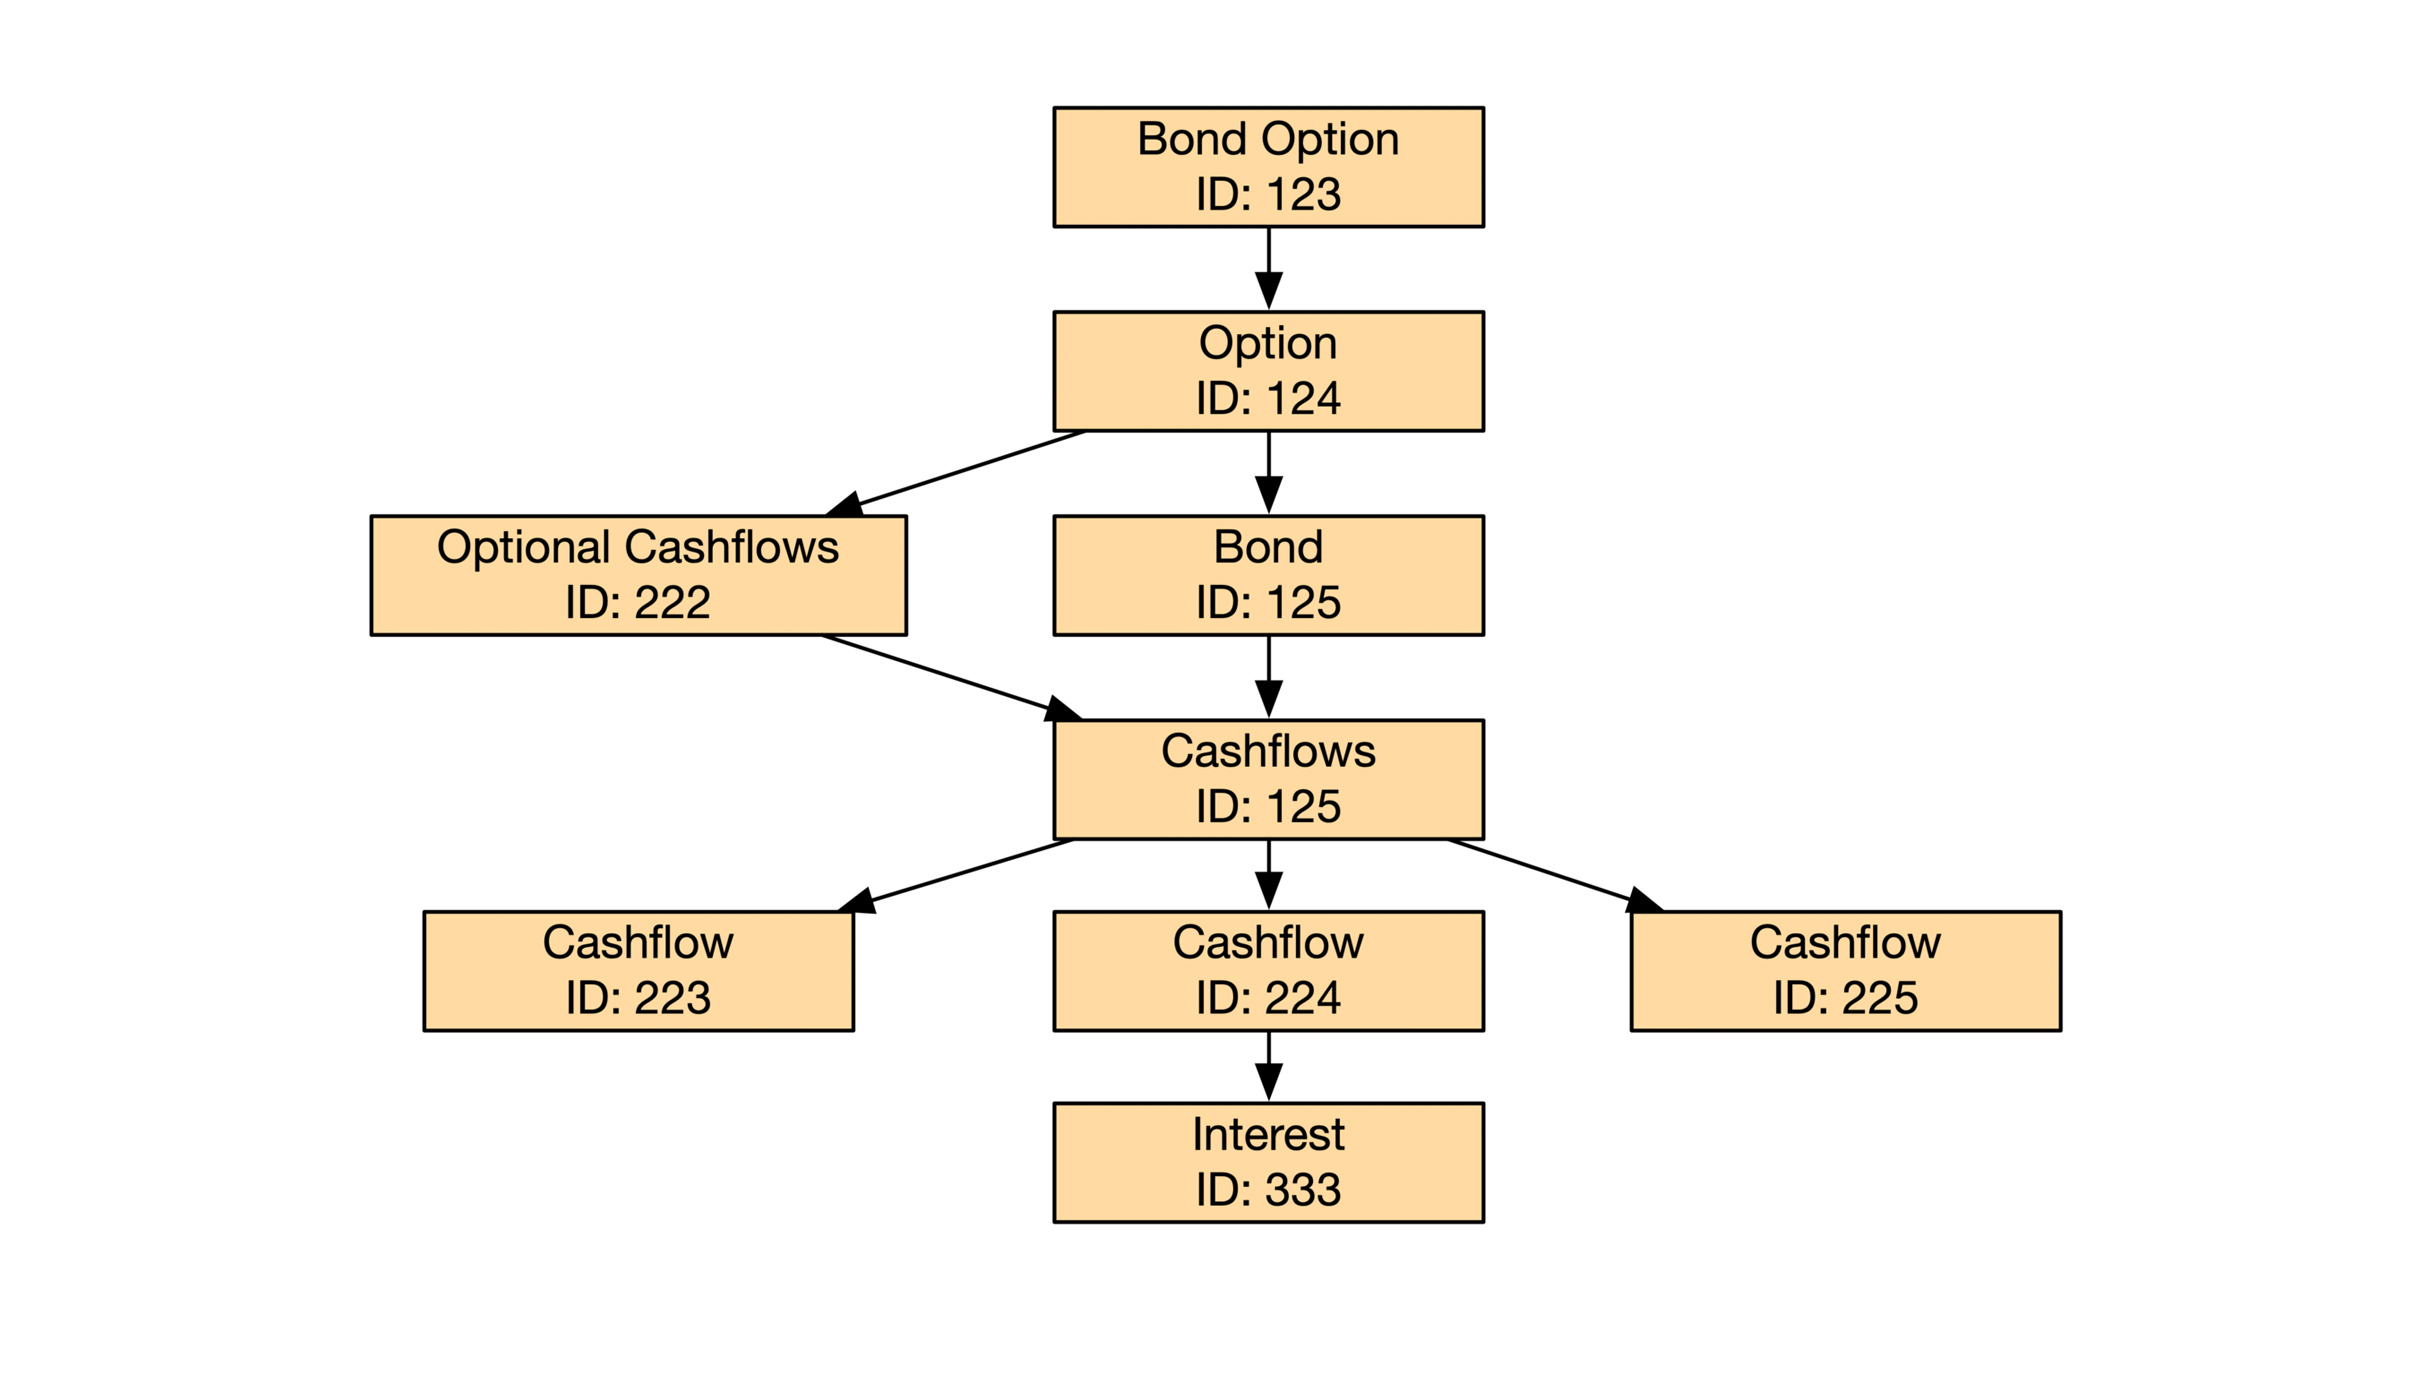 Bond Option
ID: 123
Option
ID: 124
Optional Cashflows
ID: 222
Bond
ID: 125
Cashflows
ID: 125
Cashflow
ID: 223
Cashflow
ID: 224
Cashflow
ID: 225
Interest
ID: 333